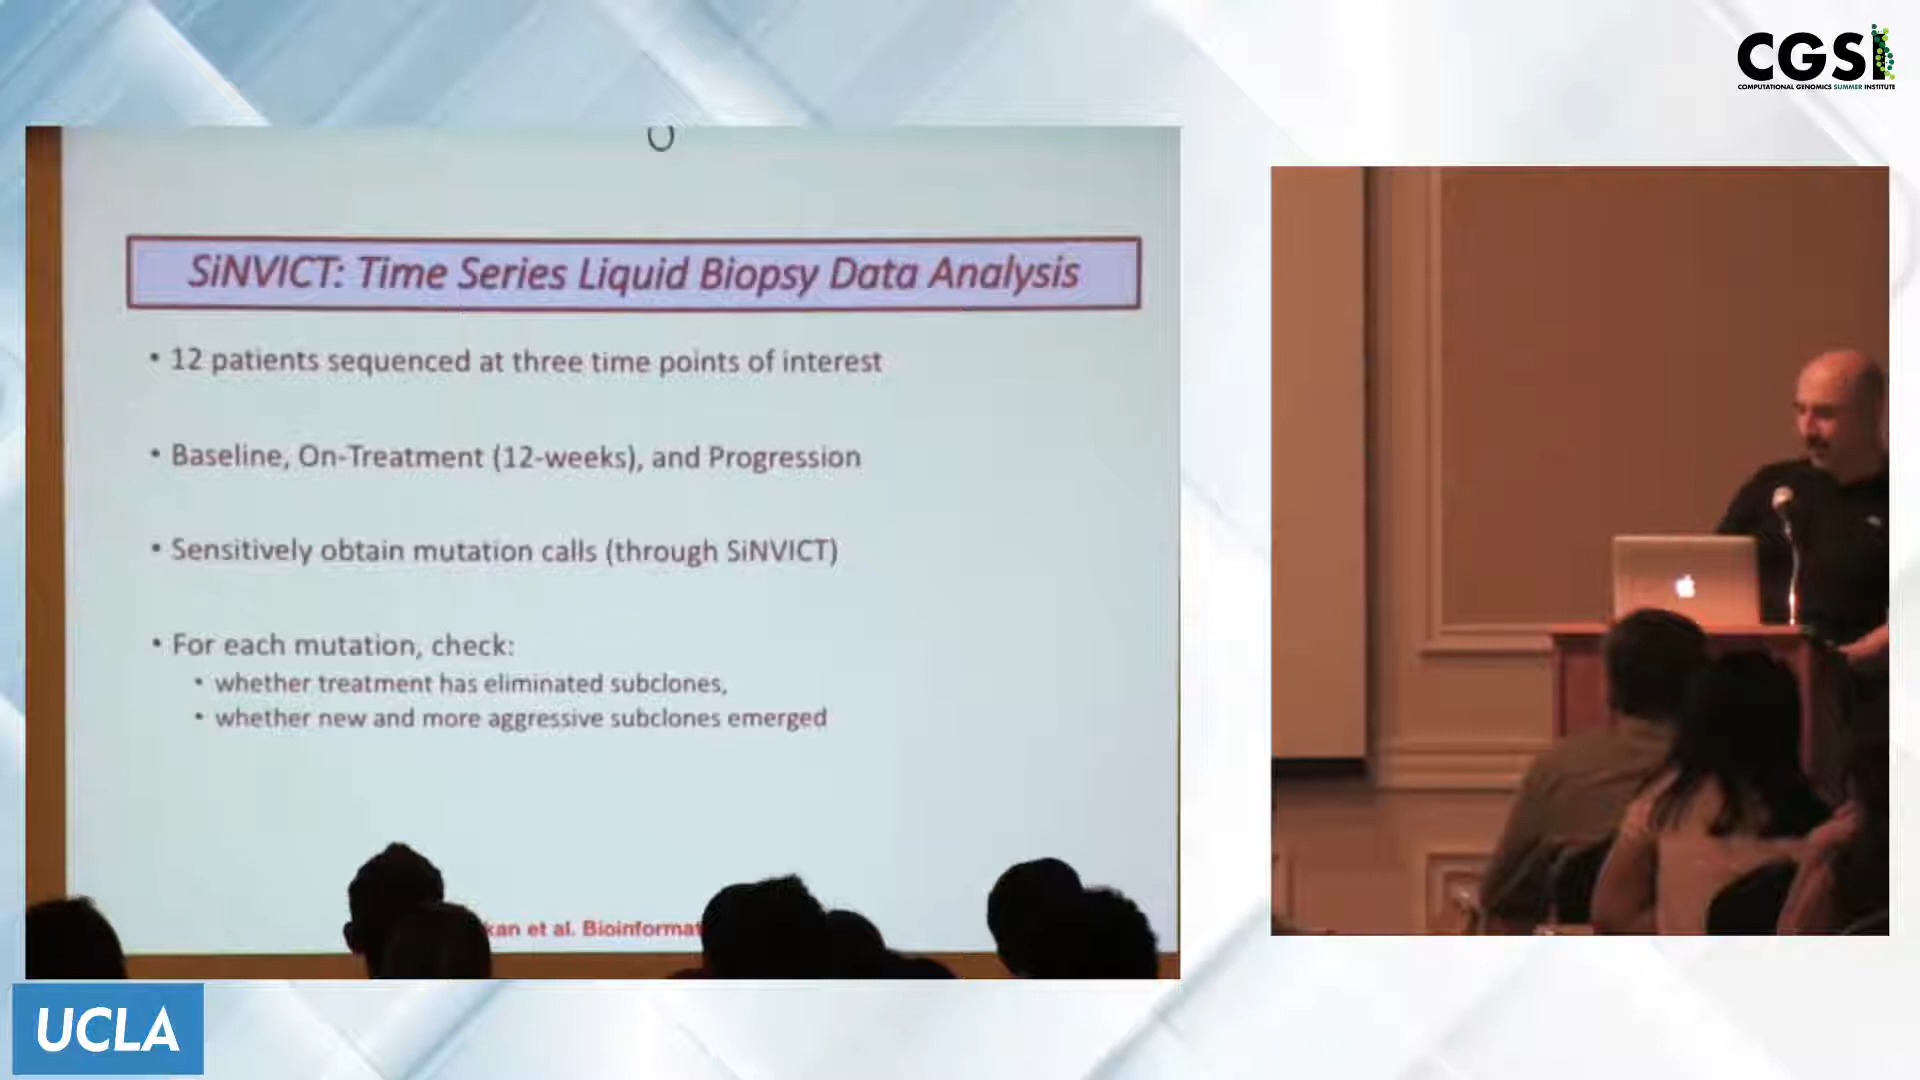 CGSI
COMPUTATIONAL GENOMICS SUMMER INSTITUTE
SiNVICT: Time Series Liquid Biopsy Data Analysis
• 12 patients sequenced at three time points of interest
• Baseline, On-Treatment (12-weeks), and Progression
• Sensitively obtain mutation calls (through SiNVICT)
• For each mutation, check:
• whether treatment has eliminated subclones,
• whether new and more aggressive subclones emerged
et al.
UCLA